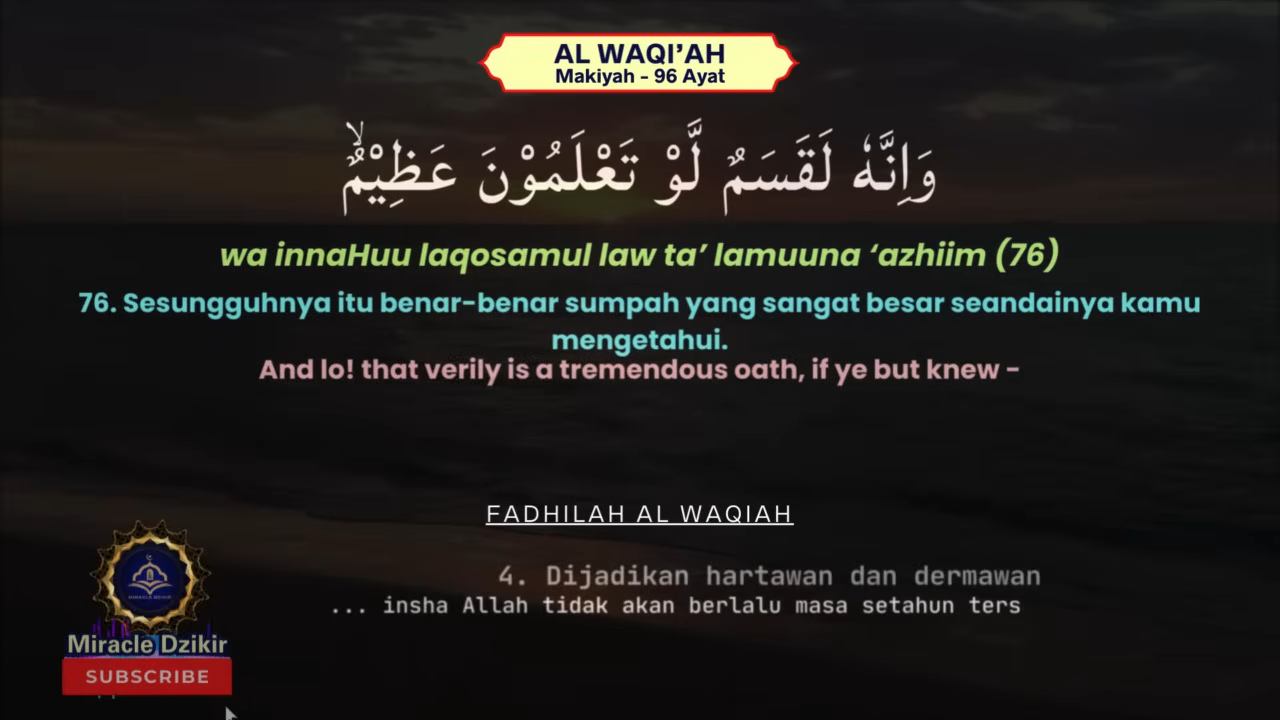 AL WAQI’AH
Makiyah - 96 Ayat
وَاِنَّهٗ لَقَسَمٌ لَّوْ تَعْلَمُوْنَ عَظِيْمٌۙ
wa innaHuu laqosamul law ta’ lamuuna ‘azhiim (76)
76. Sesungguhnya itu benar-benar sumpah yang sangat besar seandainya kamu
mengetahui.
And lo! that verily is a tremendous oath, if ye but knew -
FADHILAH AL WAQIAH
4. Dijadikan hartawan dan dermawan
... insha Allah tidak akan berlalu masa setahun ters
MIRACLE DZIKIR
Miracle Dzikir
SUBSCRIBE